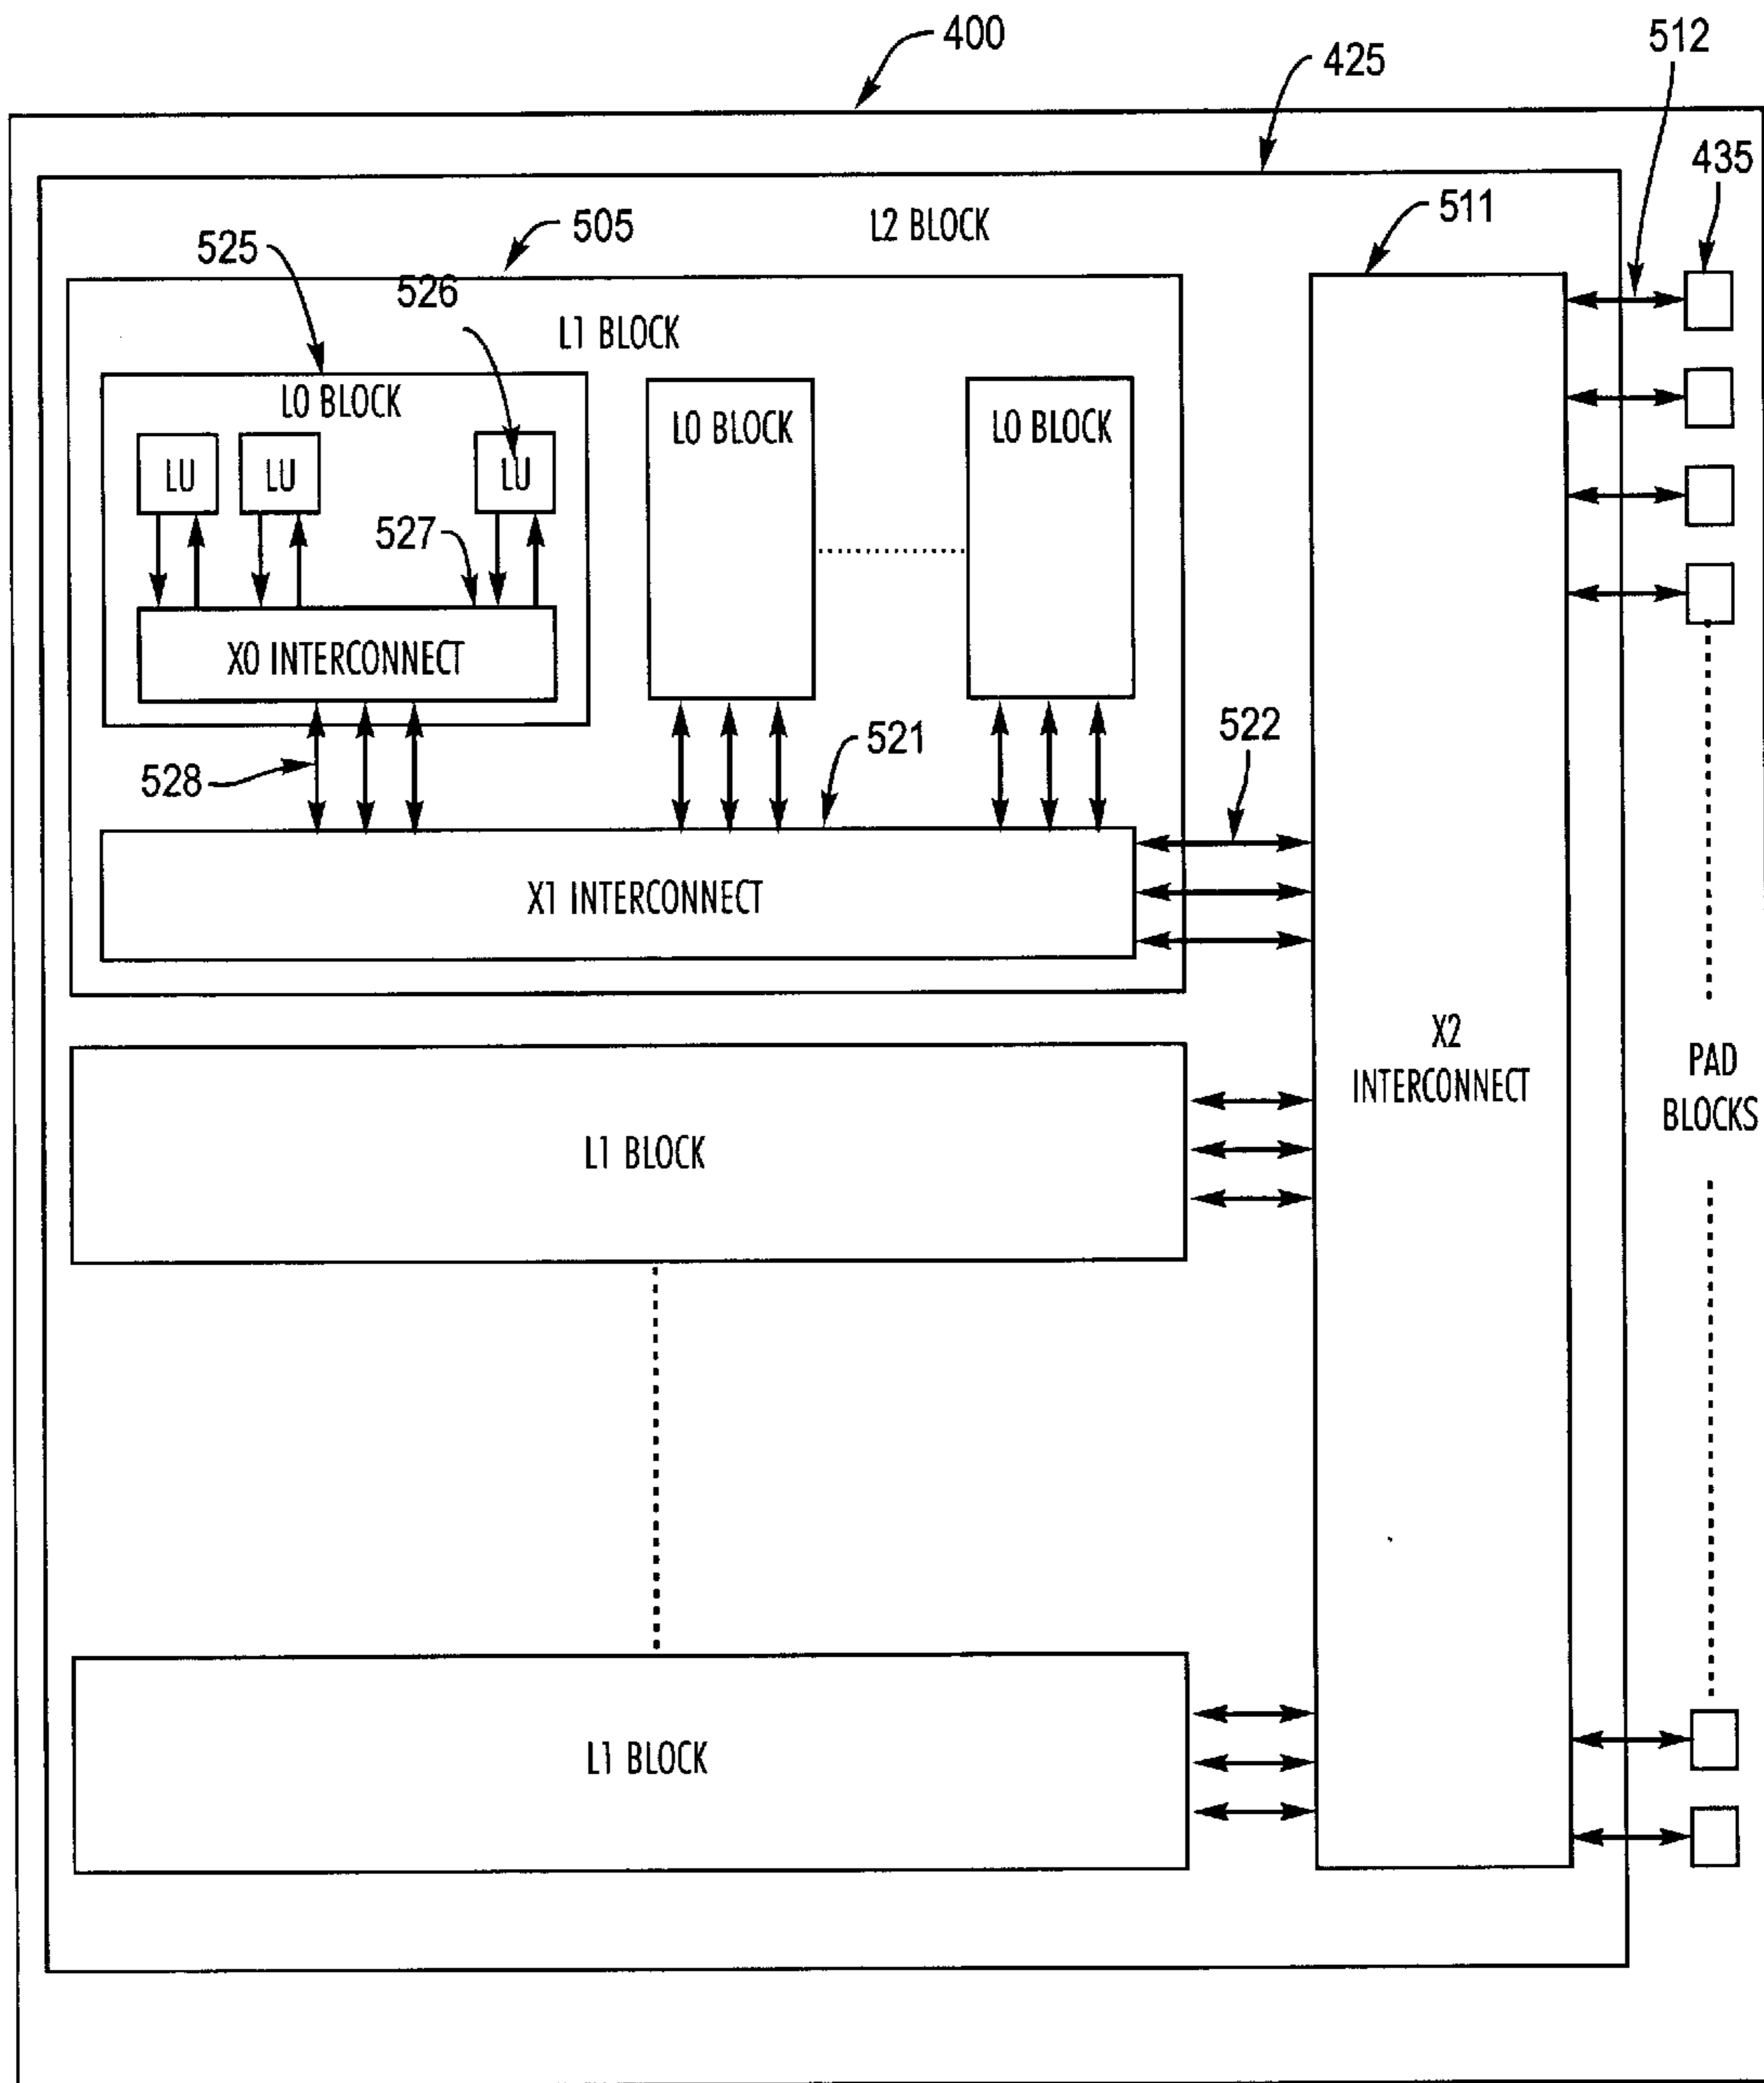 400
425
512
435
505
L2 BLOCK
511
525
526
L1 BLOCK
L0 BLOCK
L0 BLOCK
L0 BLOCK
LU
LU
LU
527
X0 INTERCONNECT
528
521
522
X1 INTERCONNECT
X2
INTERCONNECT
PAD
BLOCKS
L1 BLOCK
L1 BLOCK